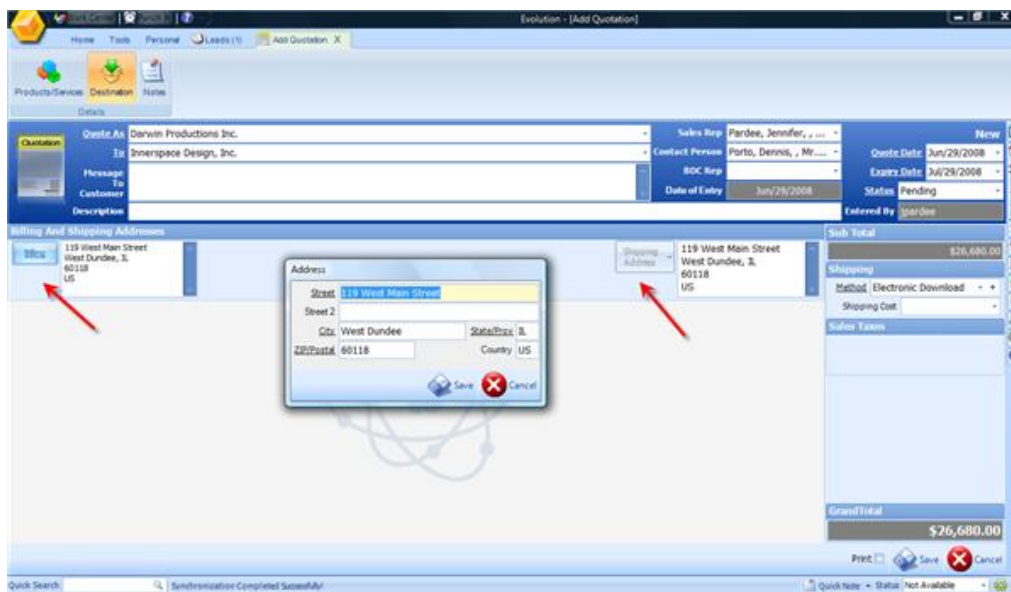 Evolution - [Add Quotation]
Home Tools Personal Leads (1) Add Quotation X
Products/Services Destination Notes
Details
Quotation
Quote As Darwin Productions Inc. Sales Rep Pardee, Jennifer, , ... New
To Innerspace Design, Inc. Contact Person Porto, Dennis, , Mr.... Quote Date Jun/29/2008
Message To Customer BOC Rep Expiry Date Jul/29/2008
Date of Entry Jun/29/2008 Status Pending
Description Entered By jpardee
Billing And Shipping Addresses Sub Total
119 West Main Street
West Dundee, IL
60118
US
Shipping Address
119 West Main Street
West Dundee, IL
60118
US
$26,680.00
Shipping
Method Electronic Download
Shipping Cost
Sales Taxes
Address
Street 119 West Main Street
Street 2
City West Dundee State/Prov IL
ZIP/Postal 60118 Country US
Save Cancel
GrandTotal
$26,680.00
Print Save Cancel
Quick Search Synchronization Completed Successfully! Quick Note Status Not Available